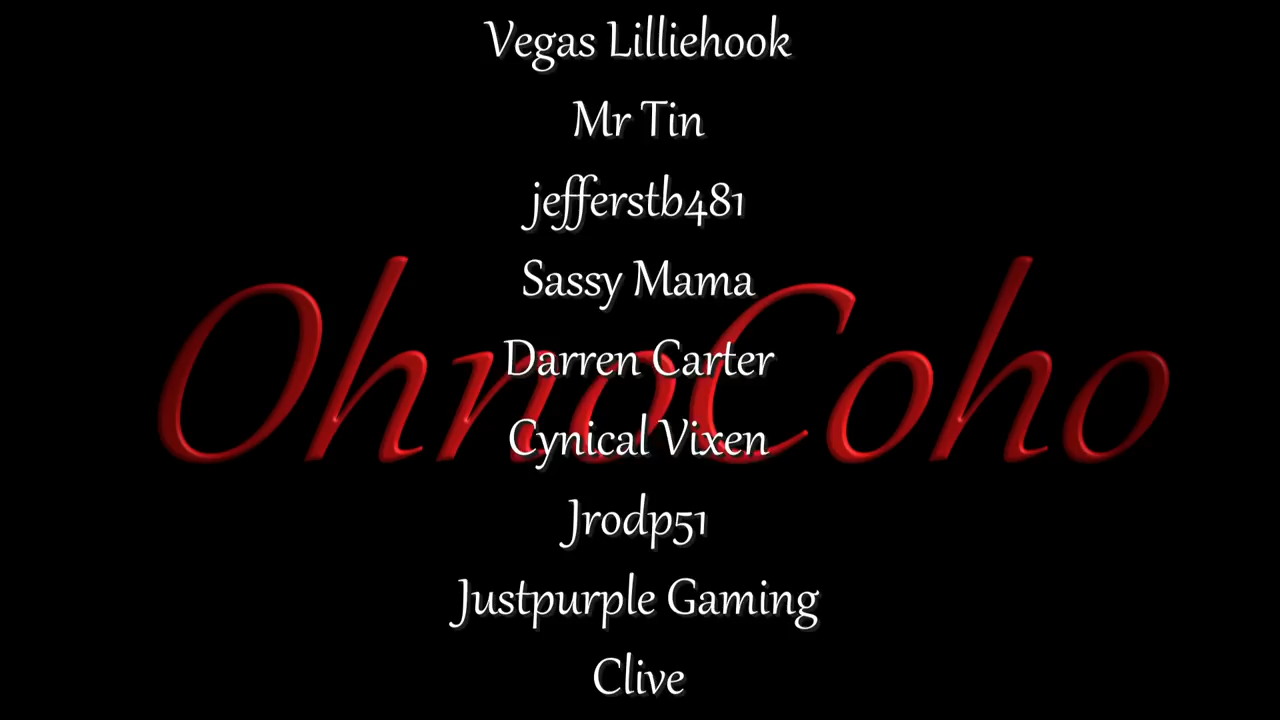 Vegas Lilliehook
Mr Tin
jefferstb481
Sassy Mama
OhnoCoho
Darren Carter
Cynical Vixen
Jrodp51
Justpurple Gaming
Clive